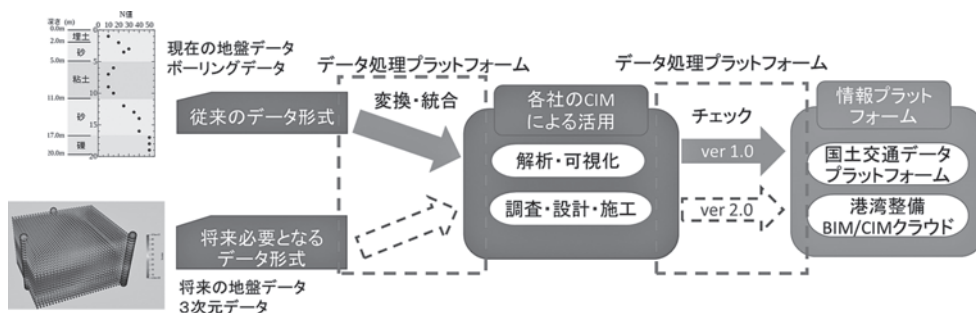 N値
深さ (m)
0 10 20 30 40 50
0.0m
埋土
2.0m
砂
5.0m
5
粘土
10
11.0m
砂
15
17.0m
礫
20.0m
20
現在の地盤データ
ボーリングデータ
従来のデータ形式
将来必要となる
データ形式
将来の地盤データ
3次元データ
データ処理プラットフォーム
変換・統合
各社のCIM
による活用
解析・可視化
調査・設計・施工
データ処理プラットフォーム
チェック
ver 1.0
ver 2.0
情報プラット
フォーム
国土交通データ
プラットフォーム
港湾整備
BIM/CIMクラウド